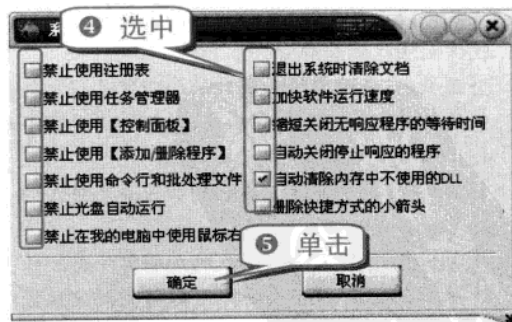 系
❹ 选中
禁止使用注册表
禁止使用任务管理器
禁止使用【控制面板】
禁止使用【添加/删除程序】
禁止使用命令行和批处理文件
禁止光盘自动运行
禁止在我的电脑中使用鼠标右
退出系统时清除文档
加快软件运行速度
缩短关闭无响应程序的等待时间
自动关闭停止响应的程序
自动清除内存中不使用的DLL
删除快捷方式的小箭头
❺ 单击
确定
取消